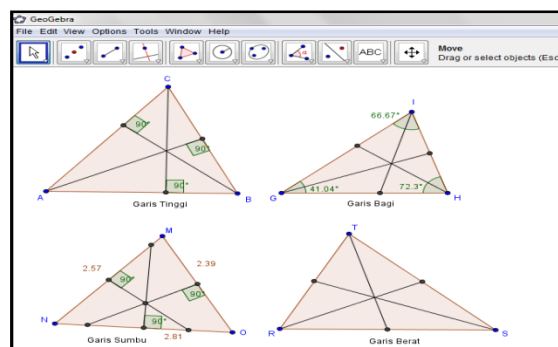 GeoGebra
File Edit View Options Tools Window Help
ABC
Move
Drag or select objects (Esc
C
90°
90°
90°
A
B
Garis Tinggi
I
66.67°
41.04°
72.3°
G
H
Garis Bagi
M
2.57
2.39
90°
90°
90°
N
O
2.81
Garis Sumbu
T
R
S
Garis Berat